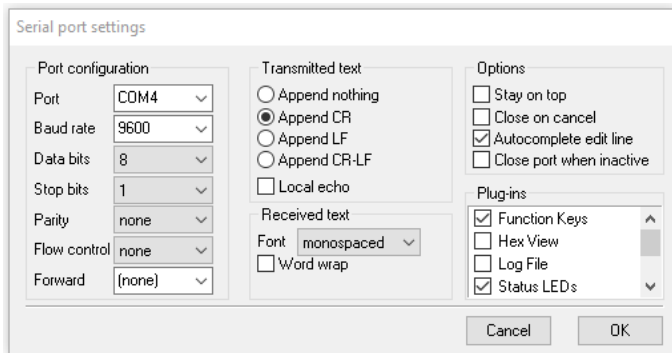 Serial port settings
Port configuration
Port COM4
Baud rate 9600
Data bits 8
Stop bits 1
Parity none
Flow control none
Forward (none)
Transmitted text
Append nothing
Append CR
Append LF
Append CR-LF
Local echo
Received text
Font monospaced
Word wrap
Options
Stay on top
Close on cancel
Autocomplete edit line
Close port when inactive
Plug-ins
Function Keys
Hex View
Log File
Status LEDs
Cancel OK